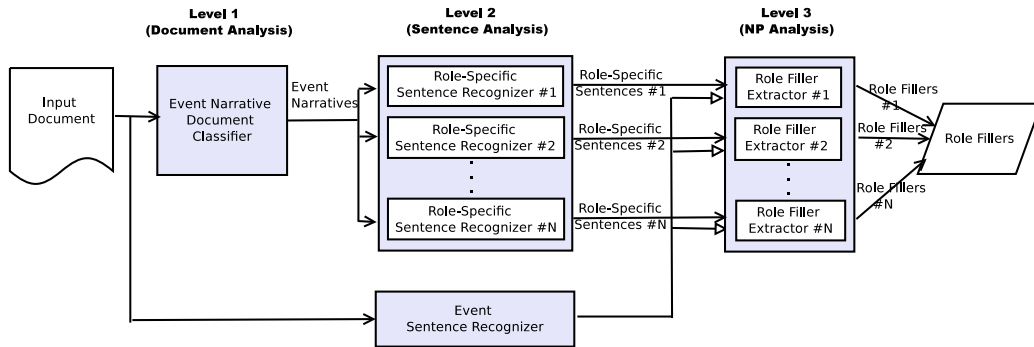 Level 1
(Document Analysis)
Level 2
(Sentence Analysis)
Level 3
(NP Analysis)
Input
Document
Event Narrative
Document
Classifier
Event
Narratives
Role-Specific
Sentence Recognizer #1
Role-Specific
Sentence Recognizer #2
Role-Specific
Sentence Recognizer #N
Role-Specific
Sentences #1
Role-Specific
Sentences #2
Role-Specific
Sentences #N
Role Filler
Extractor #1
Role Filler
Extractor #2
Role Filler
Extractor #N
Role Fillers
#1
Role Fillers
#2
Role Fillers
#N
Role Fillers
Event
Sentence Recognizer